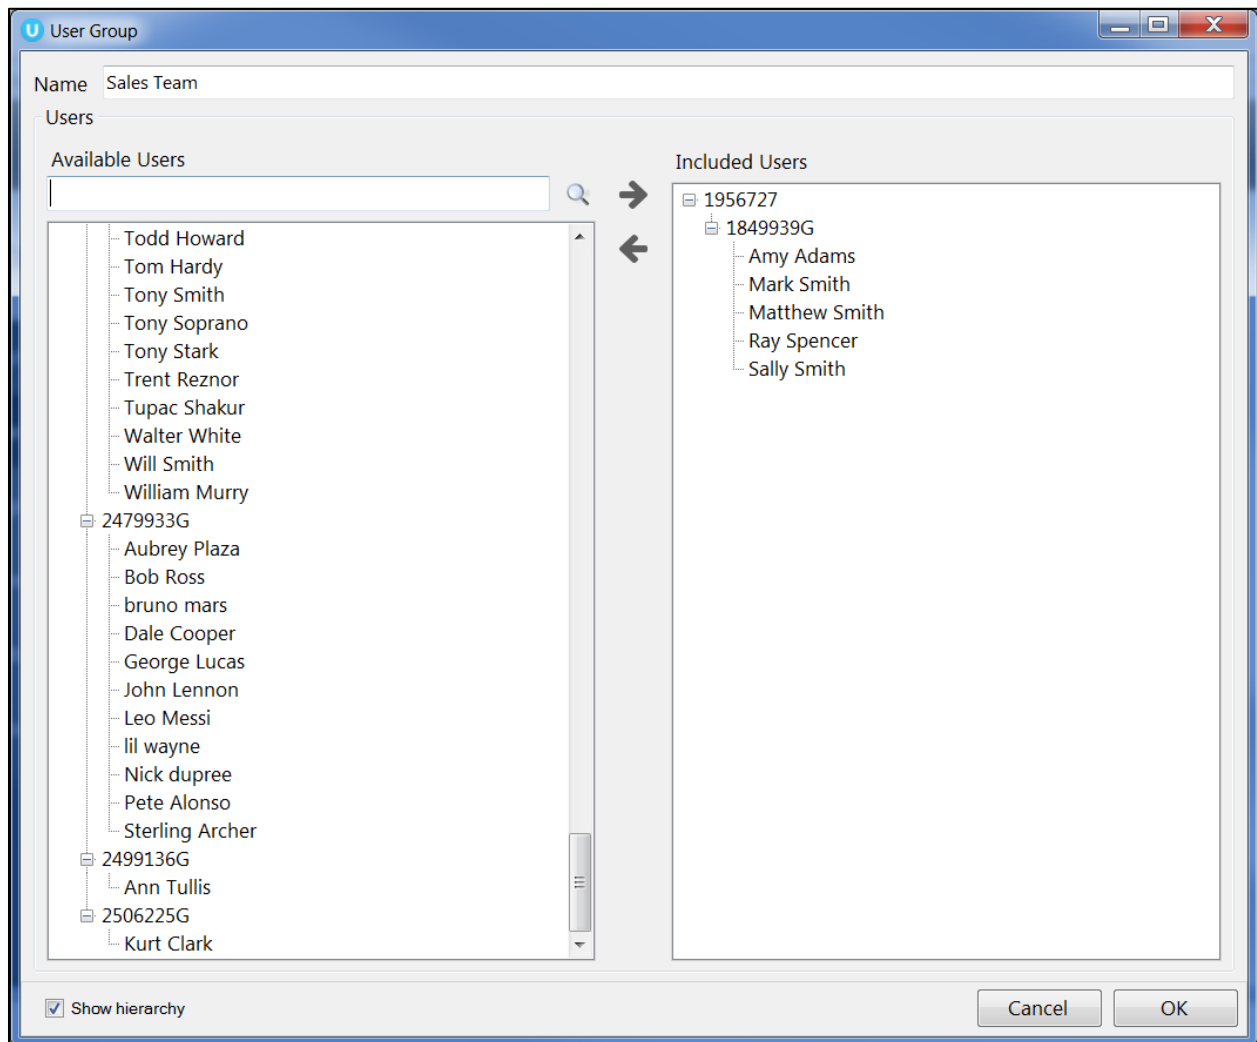 User Group
Name Sales Team
Users
Available Users
Todd Howard
Tom Hardy
Tony Smith
Tony Soprano
Tony Stark
Trent Reznor
Tupac Shakur
Walter White
Will Smith
William Murry
2479933G
Aubrey Plaza
Bob Ross
bruno mars
Dale Cooper
George Lucas
John Lennon
Leo Messi
lil wayne
Nick dupree
Pete Alonso
Sterling Archer
2499136G
Ann Tullis
2506225G
Kurt Clark
Included Users
1956727
1849939G
Amy Adams
Mark Smith
Matthew Smith
Ray Spencer
Sally Smith
Show hierarchy
Cancel
OK